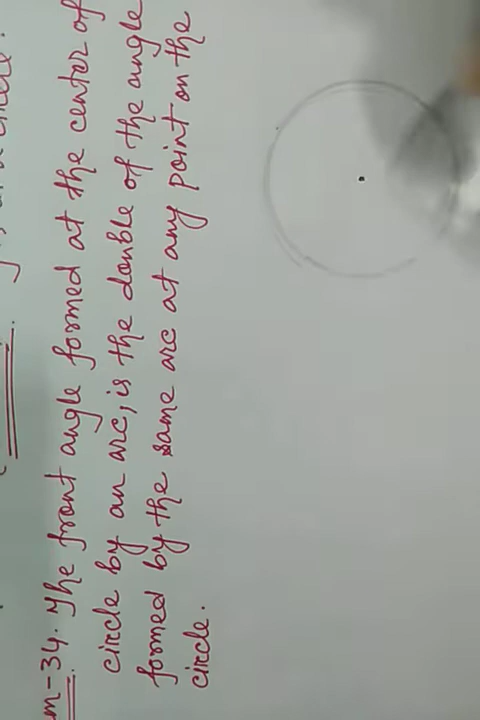 m-34. The front angle formed at the center of
circle by an arc, is the double of the angle
formed by the same arc at any point on the
circle.